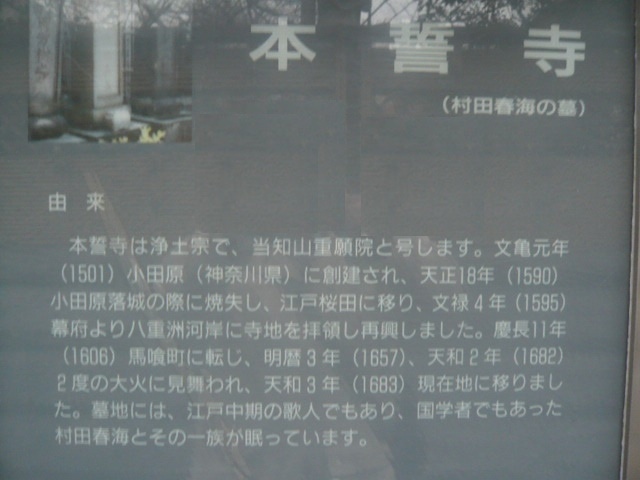 本誓寺
（村田春海の墓）
由来
本誓寺は浄土宗で、当知山重願院と号します。文亀元年
（1501）小田原（神奈川県）に創建され、天正18年（1590）
小田原落城の際に焼失し、江戸桜田に移り、文禄4年（1595）
幕府より八重洲河岸に寺地を拝領し再興しました。慶長11年
（1606）馬喰町に転じ、明暦3年（1657）、天和2年（1682）
2度の大火に見舞われ、天和3年（1683）現在地に移りまし
た。墓地には、江戸中期の歌人でもあり、国学者でもあった
村田春海とその一族が眠っています。